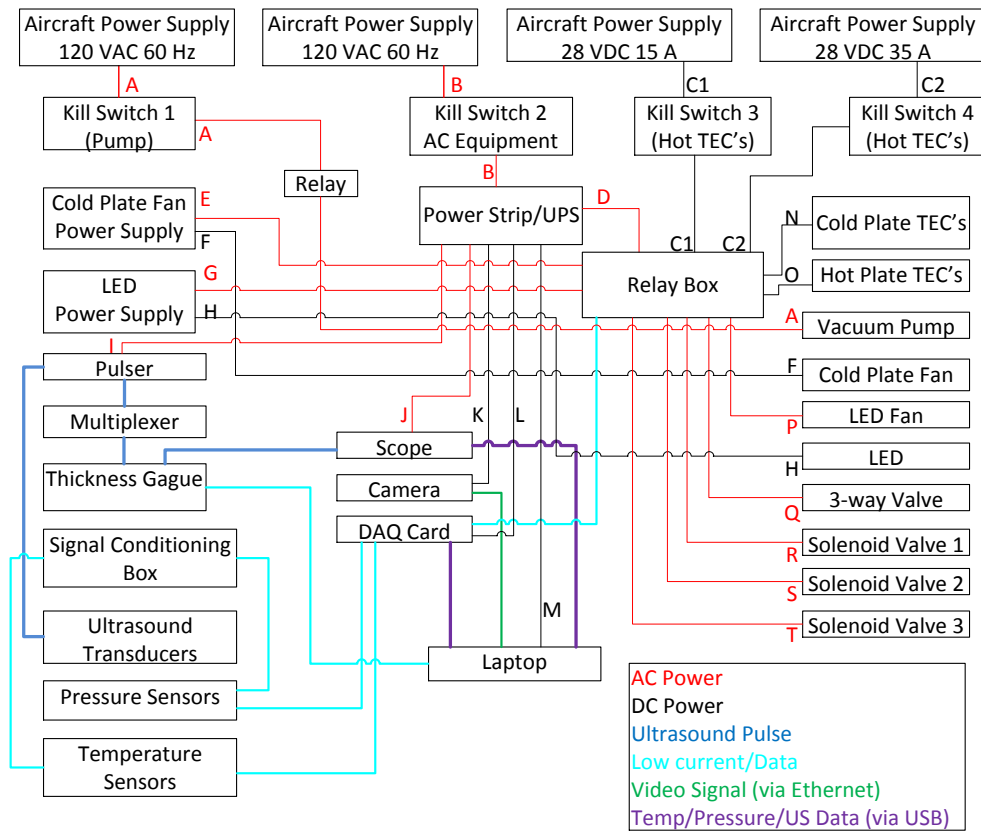 Aircraft Power Supply
120 VAC 60 Hz
Aircraft Power Supply
120 VAC 60 Hz
Aircraft Power Supply
28 VDC 15 A
Aircraft Power Supply
28 VDC 35 A
A
B
C1
C2
Kill Switch 1
(Pump)
A
Kill Switch 2
AC Equipment
Kill Switch 3
(Hot TEC's)
Kill Switch 4
(Hot TEC's)
B
Relay
Cold Plate Fan
Power Supply
E
F
Power Strip/UPS
D
C1
C2
N
Cold Plate TEC's
LED
Power Supply
G
H
Relay Box
O
Hot Plate TEC's
A
Vacuum Pump
I
Pulser
F
Cold Plate Fan
Multiplexer
J
K
L
P
LED Fan
Scope
H
LED
Thickness Gague
Camera
Q
3-way Valve
DAQ Card
Signal Conditioning
Box
R
Solenoid Valve 1
S
Solenoid Valve 2
M
T
Solenoid Valve 3
Ultrasound
Transducers
Laptop
Pressure Sensors
Temperature
Sensors
AC Power
DC Power
Ultrasound Pulse
Low current/Data
Video Signal (via Ethernet)
Temp/Pressure/US Data (via USB)